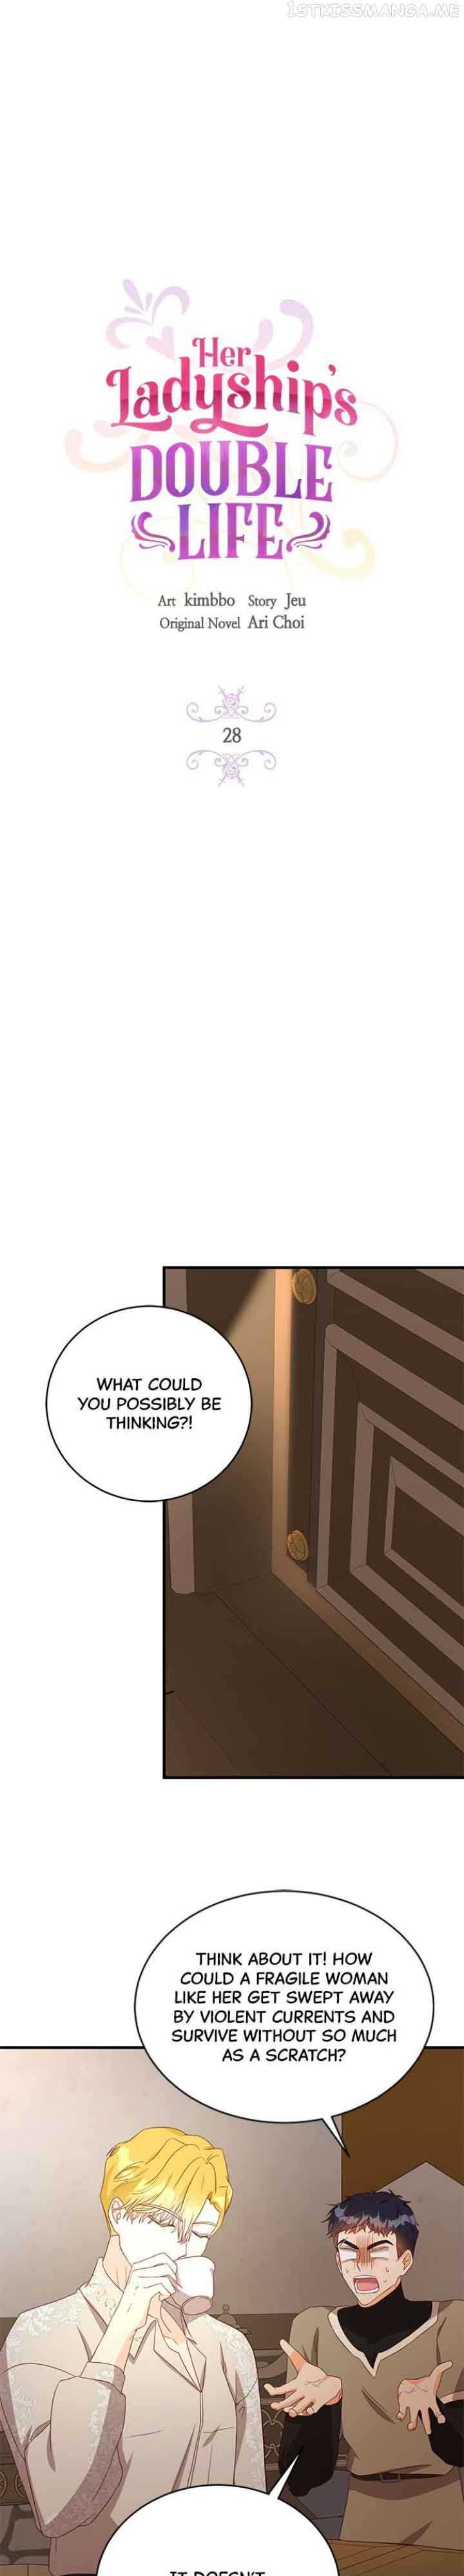 1STKISSMANGA.ME
Her
Ladyship's
DOUBLE
LIFE
Art kimbbo Story Jeu
Original Novel Ari Choi
28
WHAT COULD
YOU POSSIBLY BE
THINKING?!
THINK ABOUT IT! HOW
COULD A FRAGILE WOMAN
LIKE HER GET SWEPT AWAY
BY VIOLENT CURRENTS AND
SURVIVE WITHOUT SO MUCH
AS A SCRATCH?
IT DOESN'T